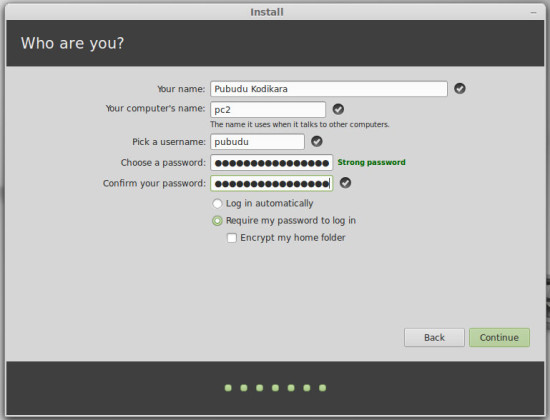 Install
Who are you?
Your name: Pubudu Kodikara
Your computer's name: pc2
The name it uses when it talks to other computers.
Pick a username: pubudu
Choose a password: ●●●●●●●●●●●●●●●● Strong password
Confirm your password: ●●●●●●●●●●●●●●●●
Log in automatically
Require my password to log in
Encrypt my home folder
Back Continue